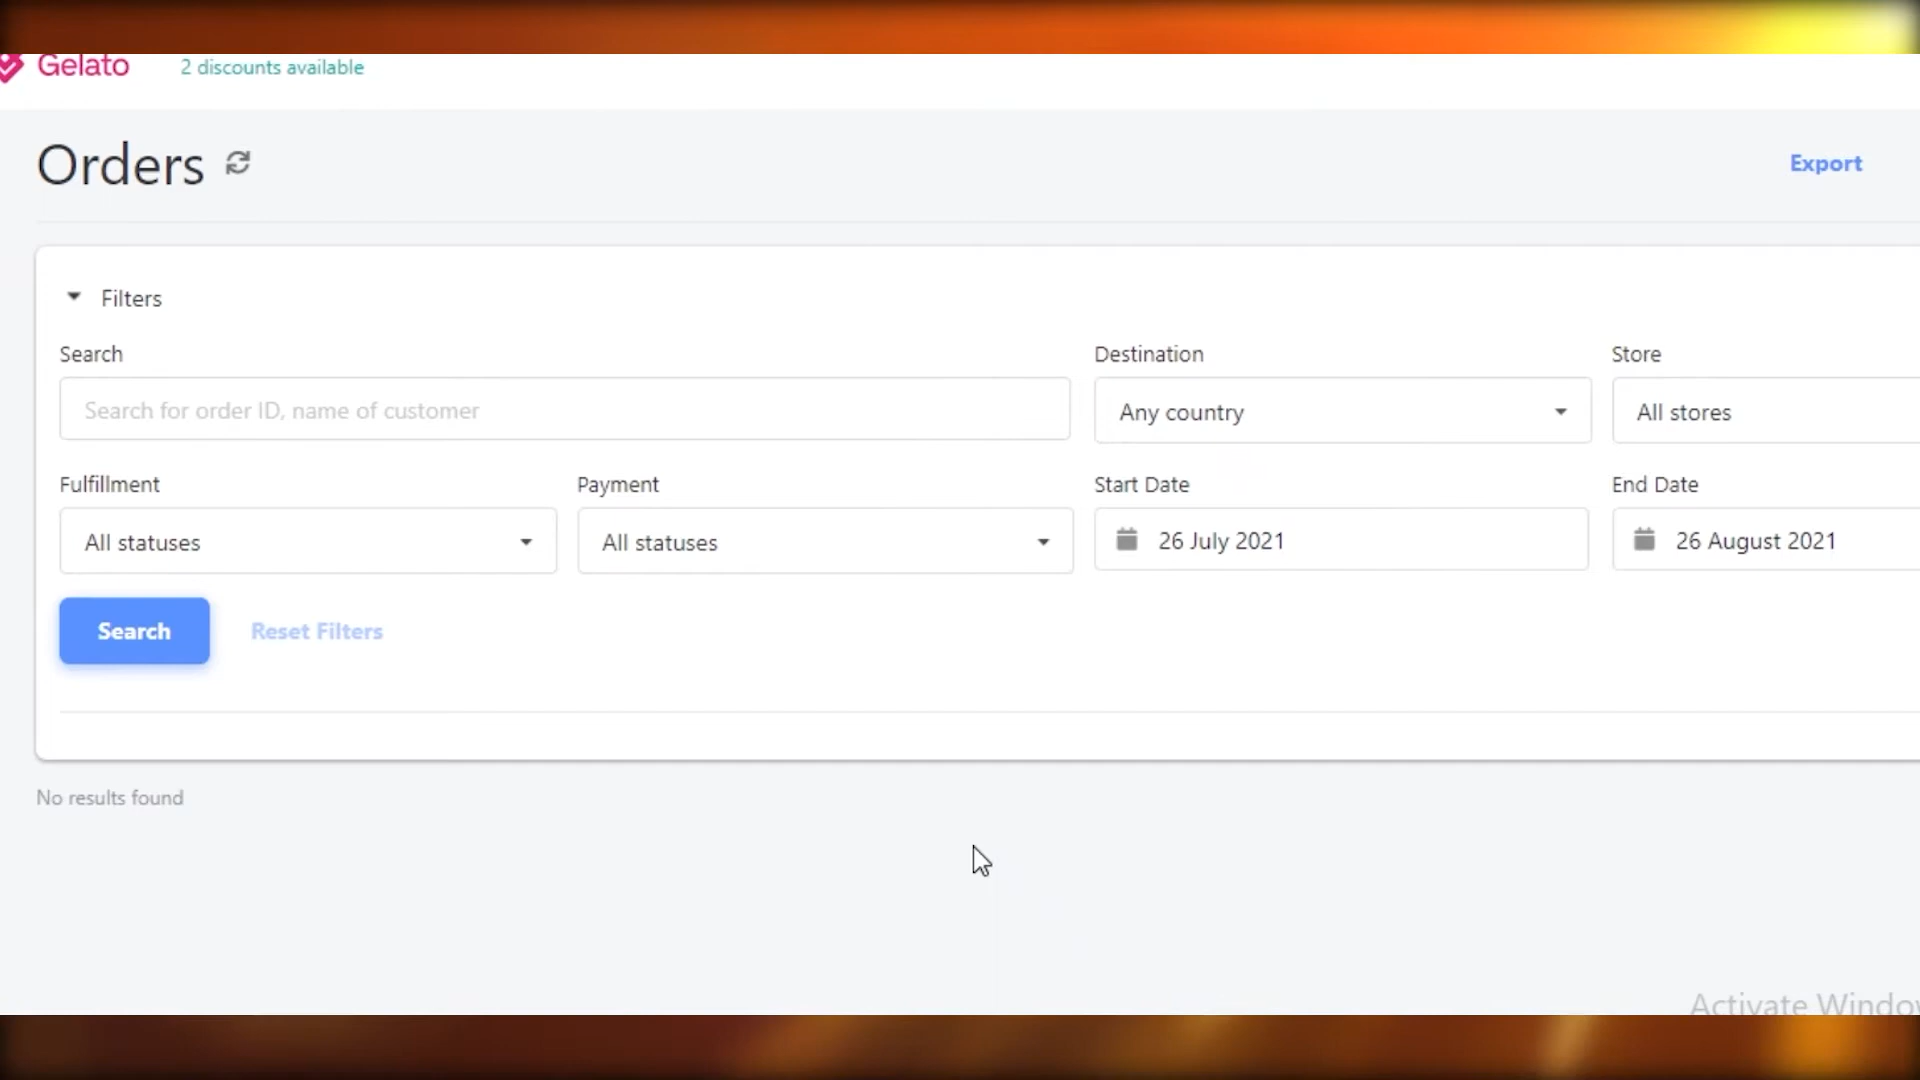 Gelato 2 discounts available
Orders Export
Filters
Search Destination Store
Search for order ID, name of customer Any country All stores
Fulfillment Payment Start Date End Date
All statuses All statuses 26 July 2021 26 August 2021
Search Reset Filters
No results found
Activate